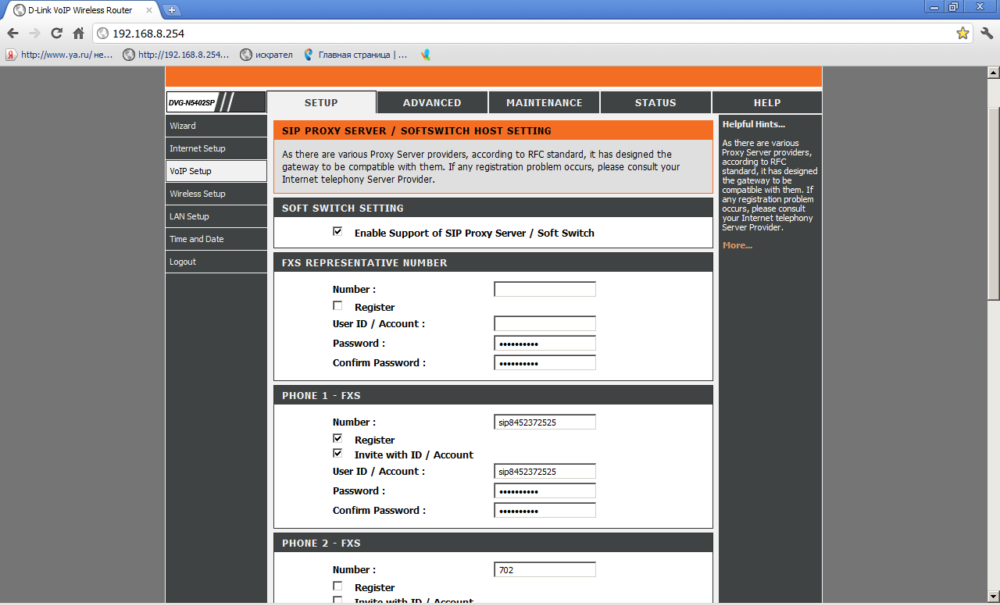 D-Link VoIP Wireless Router
192.168.8.254
http://www.ya.ru/ не...
http://192.168.8.254...
искрател
Главная страница | ...
DVG-N5402SP
SETUP
ADVANCED
MAINTENANCE
STATUS
HELP
Wizard
Internet Setup
VoIP Setup
Wireless Setup
LAN Setup
Time and Date
Logout
SIP PROXY SERVER / SOFTSWITCH HOST SETTING
As there are various Proxy Server providers, according to RFC standard, it has designed the
gateway to be compatible with them. If any registration problem occurs, please consult your
Internet telephony Server Provider.
SOFT SWITCH SETTING
Enable Support of SIP Proxy Server / Soft Switch
FXS REPRESENTATIVE NUMBER
Number :
Register
User ID / Account :
Password : ••••••••••
Confirm Password : ••••••••••
PHONE 1 - FXS
Number : sip8452372525
Register
Invite with ID / Account
User ID / Account : sip8452372525
Password : ••••••••••
Confirm Password : ••••••••••
PHONE 2 - FXS
Number : 702
Register
Invite with ID / Account
Helpful Hints...
As there are various
Proxy Server providers,
according to RFC
standard, it has designed
the gateway to be
compatible with them. If
any registration problem
occurs, please consult
your Internet telephony
Server Provider.
More...